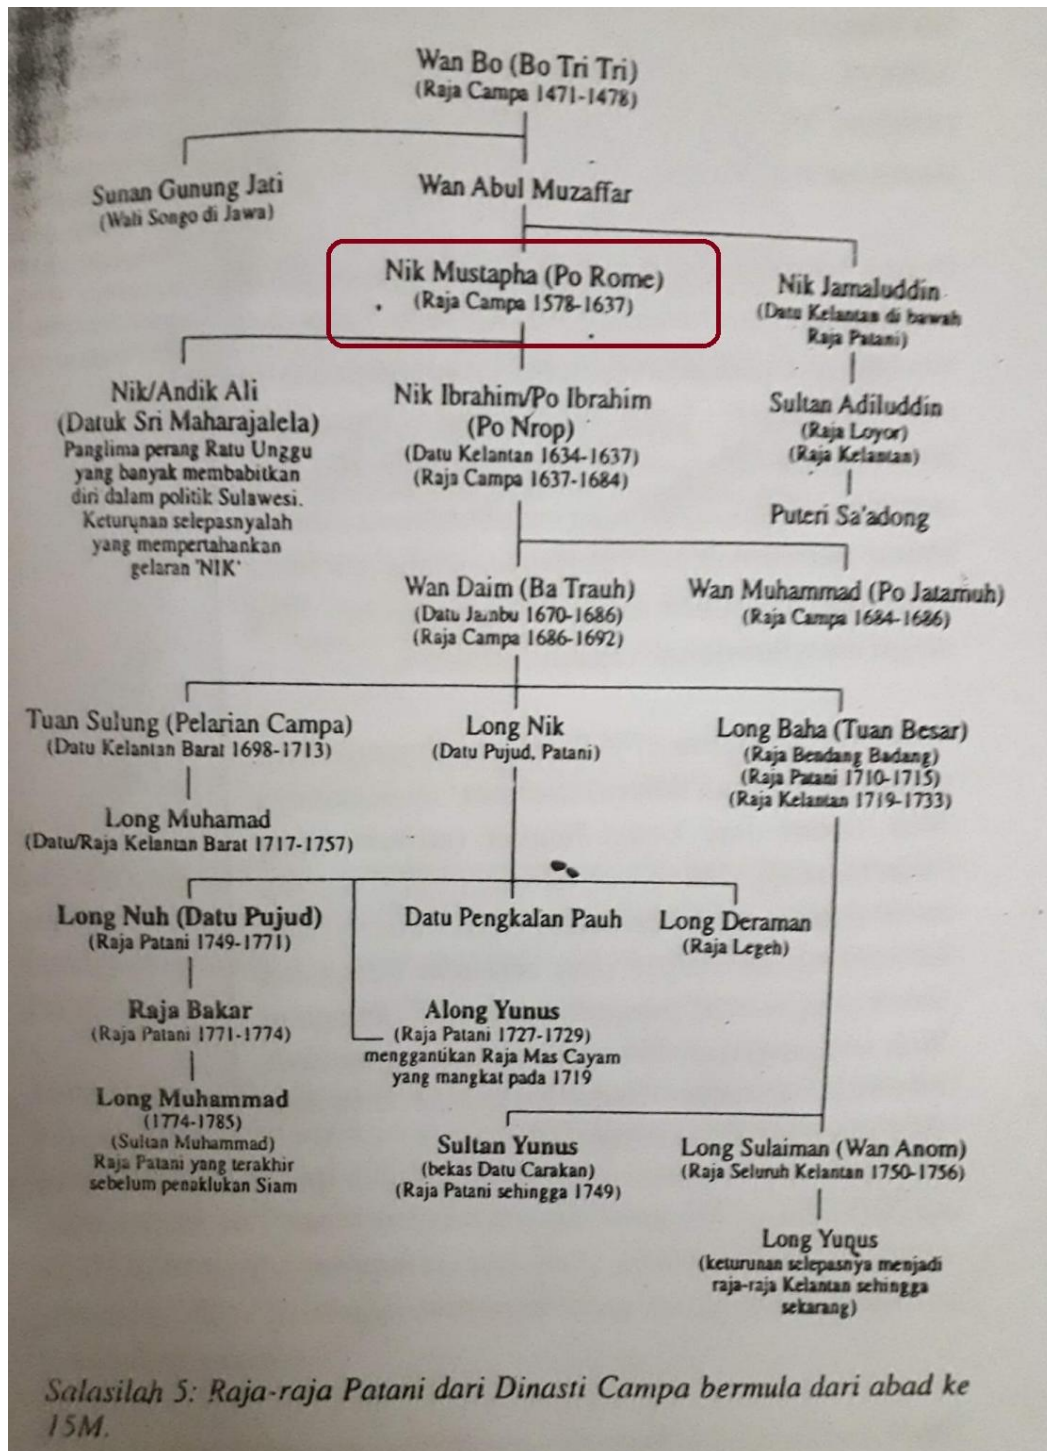 Wan Bo (Bo Tri Tri)
(Raja Campa 1471-1478)
Sunan Gunung Jati
(Wali Songo di Jawa)
Wan Abul Muzaffar
Nik Mustapha (Po Rome)
(Raja Campa 1578-1637)
Nik Jamaluddin
(Datu Kelantan di bawah
Raja Patani)
Nik/Andik Ali
(Datuk Sri Maharajalela)
Panglima perang Ratu Unggu
yang banyak membabitkan
diri dalam politik Sulawesi.
Keturunan selepasnyalah
yang mempertahankan
gelaran 'NIK'
Nik Ibrahim/Po Ibrahim
(Po Nrop)
(Datu Kelantan 1634-1637)
(Raja Campa 1637-1684)
Sultan Adiluddin
(Raja Loyor)
(Raja Kelantan)
Puteri Sa'adong
Wan Daim (Ba Trauh)
(Datu Jambu 1670-1686)
(Raja Campa 1686-1692)
Wan Muhammad (Po Jatamuh)
(Raja Campa 1684-1686)
Tuan Sulung (Pelarian Campa)
(Datu Kelantan Barat 1698-1713)
Long Nik
(Datu Pujud, Patani)
Long Baha (Tuan Besar)
(Raja Bendang Badang)
(Raja Patani 1710-1715)
(Raja Kelantan 1719-1733)
Long Muhamad
(Datu/Raja Kelantan Barat 1717-1757)
Long Nuh (Datu Pujud)
(Raja Patani 1749-1771)
Datu Pengkalan Pauh
Long Deraman
(Raja Legeh)
Raja Bakar
(Raja Patani 1771-1774)
Along Yunus
(Raja Patani 1727-1729)
menggantikan Raja Mas Cayam
yang mangkat pada 1719
Long Muhammad
(1774-1785)
(Sultan Muhammad)
Raja Patani yang terakhir
sebelum penaklukan Siam
Sultan Yunus
(bekas Datu Carakan)
(Raja Patani sehingga 1749)
Long Sulaiman (Wan Anom)
(Raja Seluruh Kelantan 1750-1756)
Long Yunus
(keturunan selepasnya menjadi
raja-raja Kelantan sehingga
sekarang)
Salasilah 5: Raja-raja Patani dari Dinasti Campa bermula dari abad ke
15M.